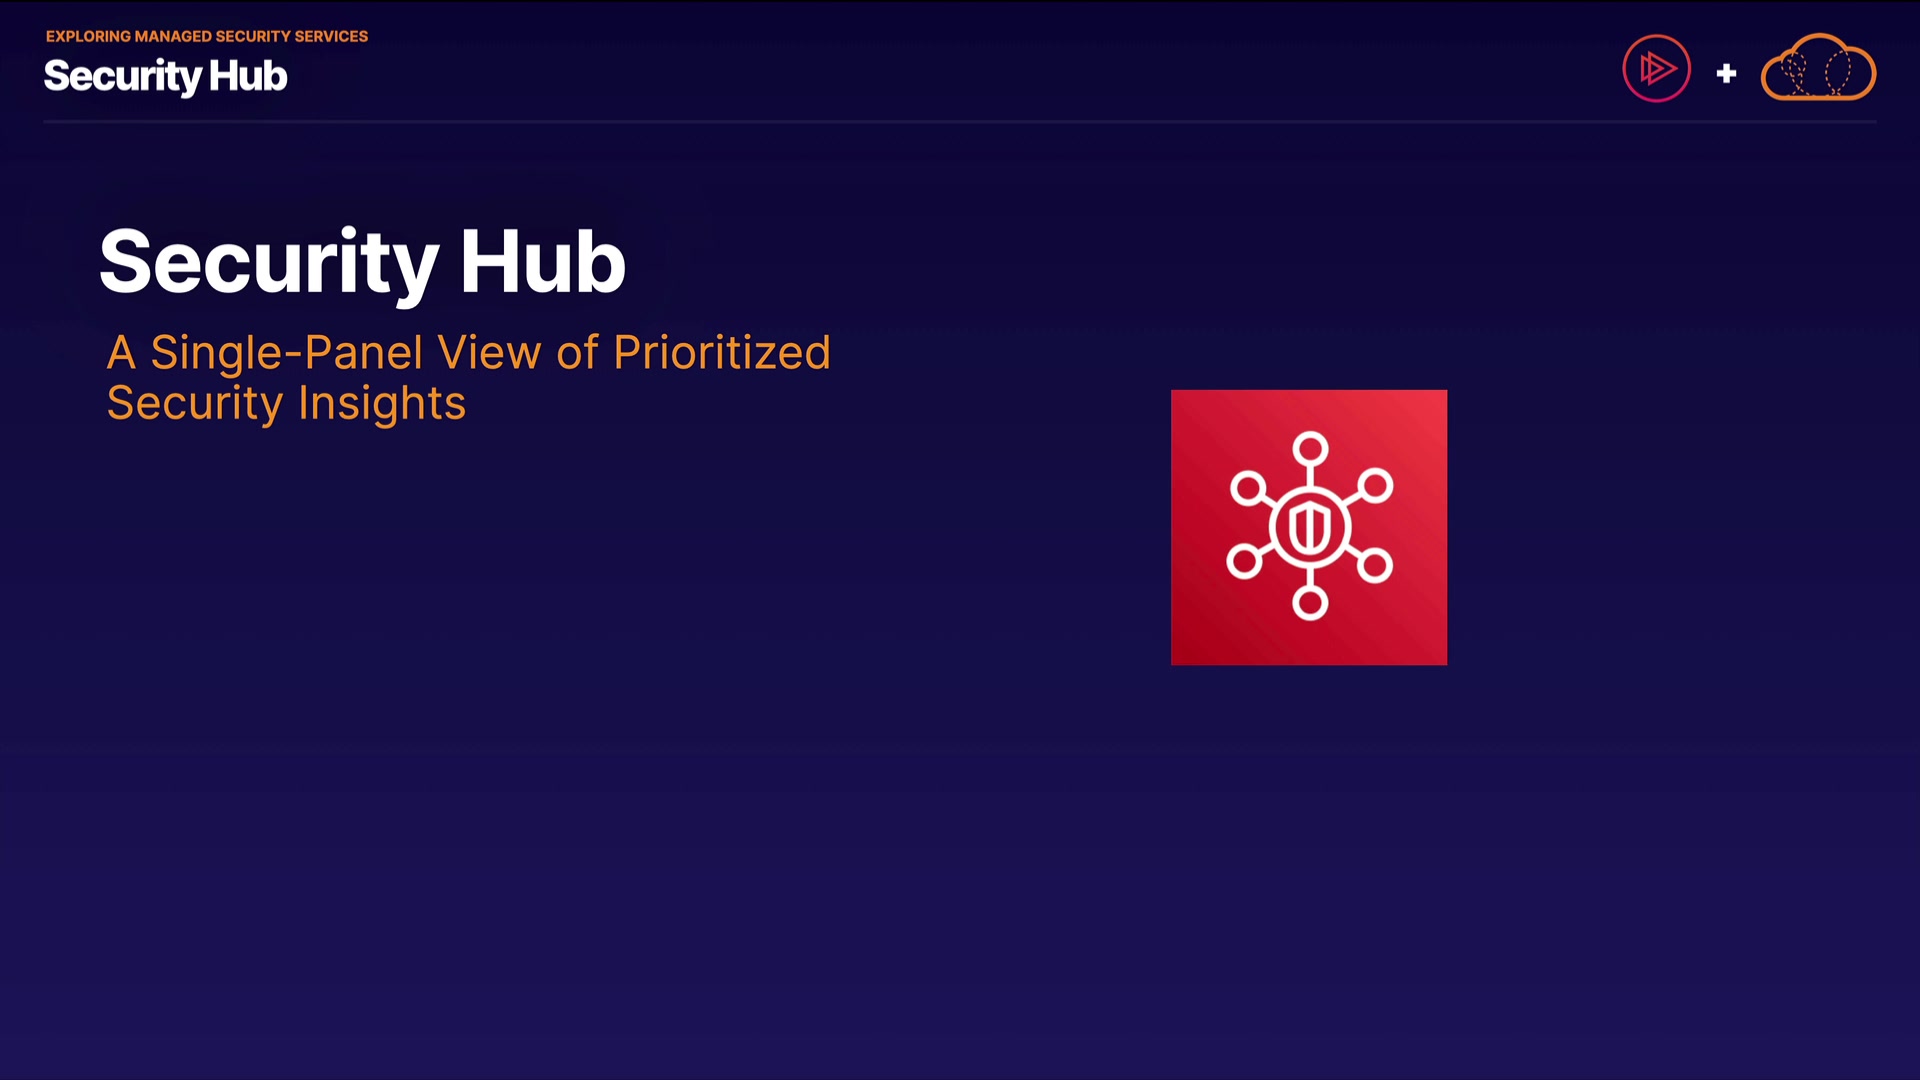 EXPLORING MANAGED SECURITY SERVICES
Security Hub
Security Hub
A Single-Panel View of Prioritized
Security Insights